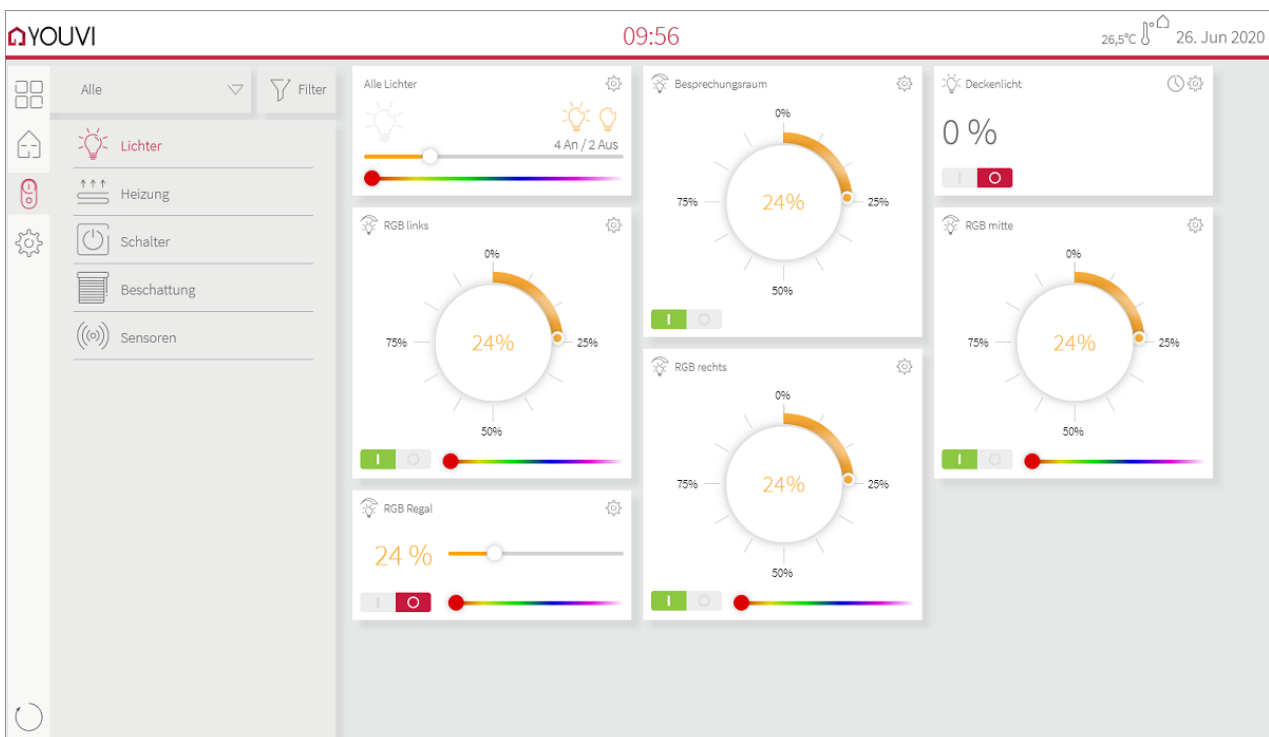 YOUVI
09:56
26,5°C
26. Jun 2020
Alle
Filter
Lichter
Heizung
Schalter
Beschattung
Sensoren
Alle Lichter
4 An / 2 Aus
Besprechungsraum
0%
75%
24%
25%
50%
I O
Deckenlicht
0 %
I O
RGB links
0%
75%
24%
25%
50%
I O
RGB mitte
0%
75%
24%
25%
50%
I O
RGB rechts
0%
75%
24%
25%
50%
I O
RGB Regal
24 %
I O